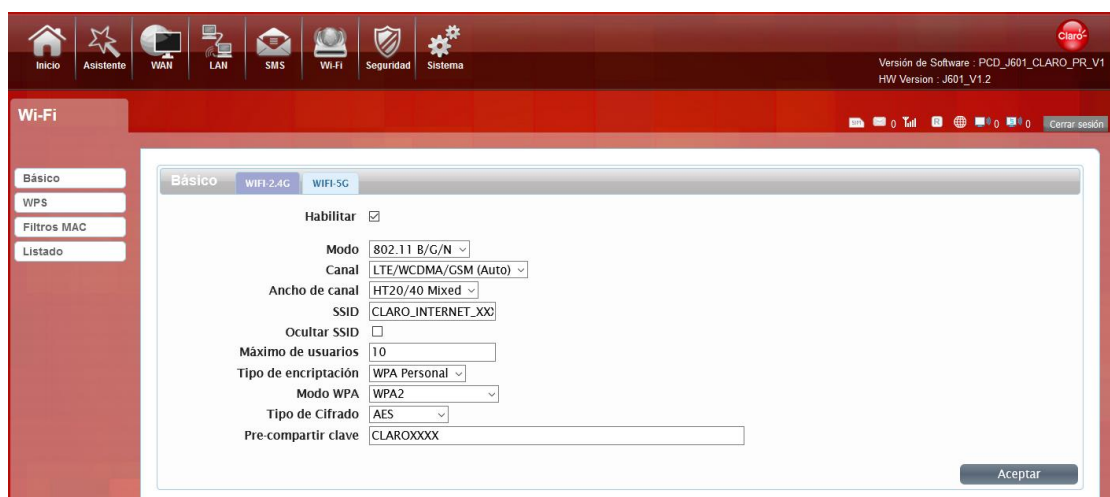 Inicio Asistente WAN LAN SMS Wi-Fi Seguridad Sistema
Claro
Versión de Software : PCD_J601_CLARO_PR_V1
HW Version : J601_V1.2
Wi-Fi
SIM 0 R 0 0 Cerrar sesión
Básico
WPS
Filtros MAC
Listado
Básico WIFI-2.4G WIFI-5G
Habilitar
Modo 802.11 B/G/N
Canal LTE/WCDMA/GSM (Auto)
Ancho de canal HT20/40 Mixed
SSID CLARO_INTERNET_XXX
Ocultar SSID
Máximo de usuarios 10
Tipo de encriptación WPA Personal
Modo WPA WPA2
Tipo de Cifrado AES
Pre-compartir clave CLAROXXXX
Aceptar